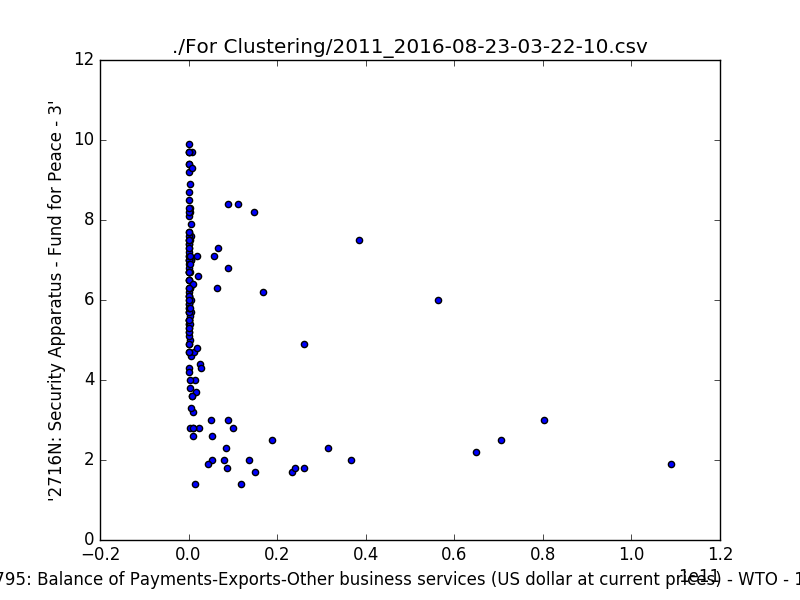 ./For Clustering/2011_2016-08-23-03-22-10.csv
'2716N: Security Apparatus - Fund for Peace - 3'
12
10
8
6
4
2
0
−0.2 0.0 0.2 0.4 0.6 0.8 1.0 1.2
1e11
795: Balance of Payments-Exports-Other business services (US dollar at current prices) - WTO - 1